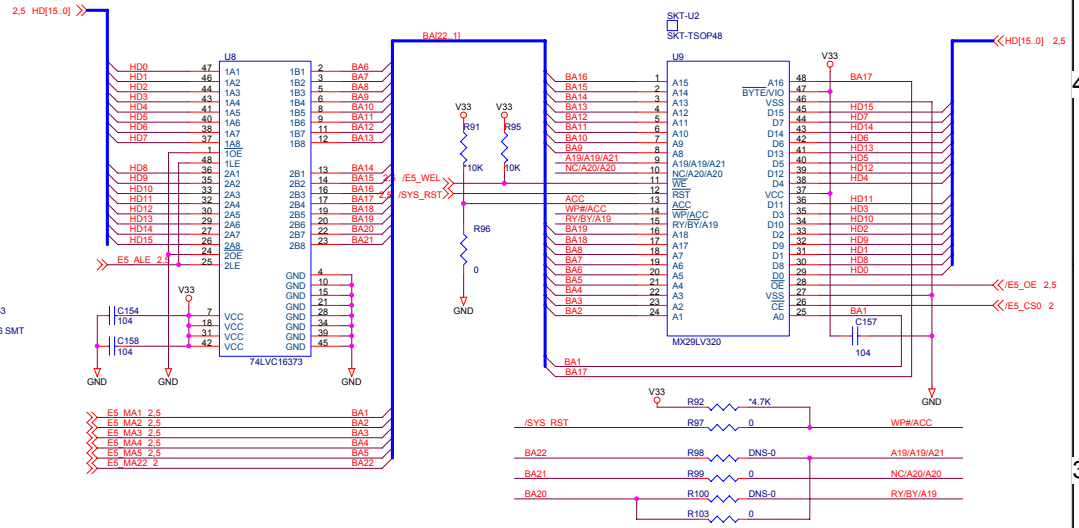 2,5 HD[15..0]
BA[22..1]
SKT-U2
SKT-TSOP48
HD[15..0] 2,5
4
U8
HD0 47 1A1 1B1 2 BA6
HD1 46 1A2 1B2 3 BA7
HD2 44 1A3 1B3 5 BA8
HD3 43 1A4 1B4 6 BA9
HD4 41 1A5 1B5 8 BA10
HD5 40 1A6 1B6 9 BA11
HD6 38 1A7 1B7 11 BA12
HD7 37 1A8 1B8 12 BA13
1 1OE
48 1LE
HD8 36 2A1 2B1 13 BA14
HD9 35 2A2 2B2 14 BA15
HD10 33 2A3 2B3 16 BA16
HD11 32 2A4 2B4 17 BA17
HD12 30 2A5 2B5 19 BA18
HD13 29 2A6 2B6 20 BA19
HD14 27 2A7 2B7 22 BA20
HD15 26 2A8 2B8 23 BA21
24 2OE
E5_ALE 2,5 25 2LE
GND 4
GND 10
GND 15
GND 21
GND 28
GND 34
GND 39
GND 45
V33
7 VCC
18 VCC
31 VCC
42 VCC
C154
104
C158
104
74LVC16373
GND
GND
GND
3
6 SMT
V33
V33
R91
*10K
R95
10K
2,5 /E5_WEL
2,5 /SYS_RST
R96
0
GND
U9
V33
BA16 1 A15 A16 48 BA17
BA15 2 A14 BYTE/VIO 47
BA14 3 A13 VSS 46
BA13 4 A12 D15 45 HD15
BA12 5 A11 D7 44 HD7
BA11 6 A10 D14 43 HD14
BA10 7 A9 D6 42 HD6
BA9 8 A8 D13 41 HD13
A19/A19/A21 9 A19/A19/A21 D5 40 HD5
NC/A20/A20 10 NC/A20/A20 D12 39 HD12
11 WE D4 38 HD4
12 RST VCC 37
ACC 13 ACC D11 36 HD11
WP#/ACC 14 WP/ACC D3 35 HD3
RY/BY/A19 15 RY/BY/A19 D10 34 HD10
BA19 16 A18 D2 33 HD2
BA18 17 A17 D9 32 HD9
BA8 18 A7 D1 31 HD1
BA7 19 A6 D8 30 HD8
BA6 20 A5 D0 29 HD0
BA5 21 A4 OE 28 /E5_OE 2,5
BA4 22 A3 VSS 27
BA3 23 A2 CE 26 /E5_CS0 2
BA2 24 A1 A0 25 BA1
MX29LV320
C157
104
BA1
BA17
GND
E5_MA1 2,5 BA1
E5_MA2 2,5 BA2
E5_MA3 2,5 BA3
E5_MA4 2,5 BA4
E5_MA5 2,5 BA5
E5_MA22 2 BA22
V33
R92 *4.7K
/SYS_RST R97 0 WP#/ACC
BA22 R98 DNS-0 A19/A19/A21
BA21 R99 0 NC/A20/A20
BA20 R100 DNS-0 RY/BY/A19
R103 0
3